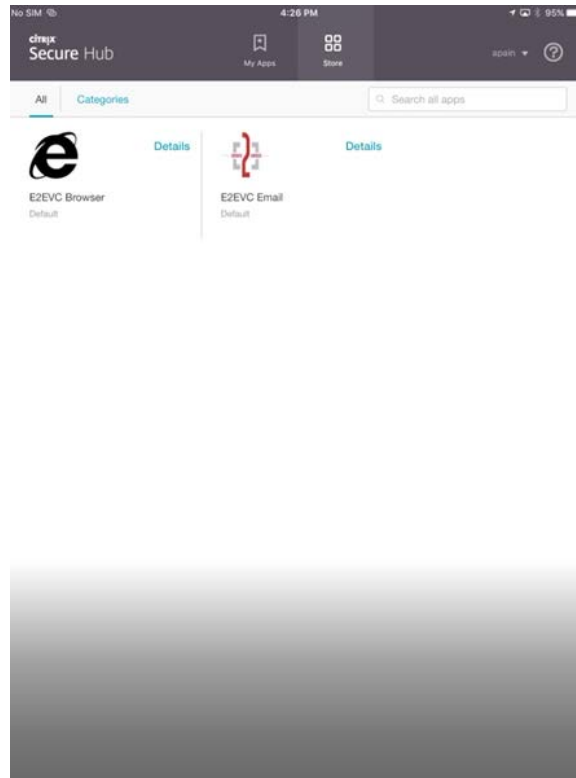 No SIM 4:26 PM 95%
citrix
Secure Hub
My Apps Store spain ?
All Categories Search all apps
Details Details
E2EVC Browser E2EVC Email
Default Default